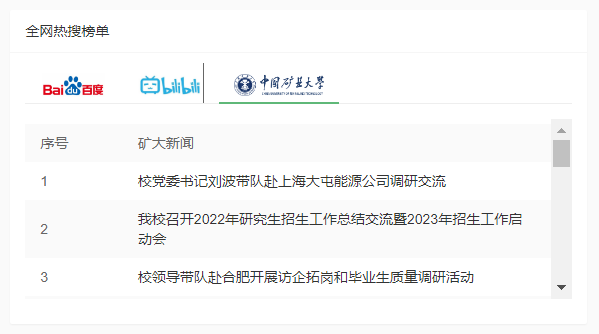 全网热搜榜单
Bai du 百度 bilibili 中国矿业大学
序号 矿大新闻
1 校党委书记刘波带队赴上海大屯能源公司调研交流
2 我校召开2022年研究生招生工作总结交流暨2023年招生工作启
动会
3 校领导带队赴合肥开展访企拓岗和毕业生质量调研活动